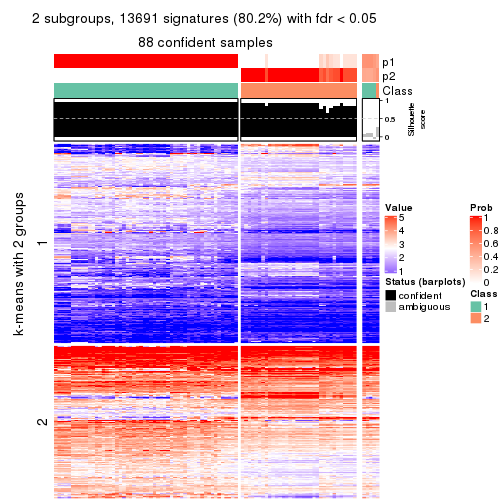 2 subgroups, 13691 signatures (80.2%) with fdr < 0.05
88 confident samples
p1
p2
Class
1
0.5
0
Silhouette
score
k-means with 2 groups
1
2
Value
5
4
3
2
1
Status (barplots)
confident
ambiguous
Prob
1
0.8
0.6
0.4
0.2
0
Class
1
2